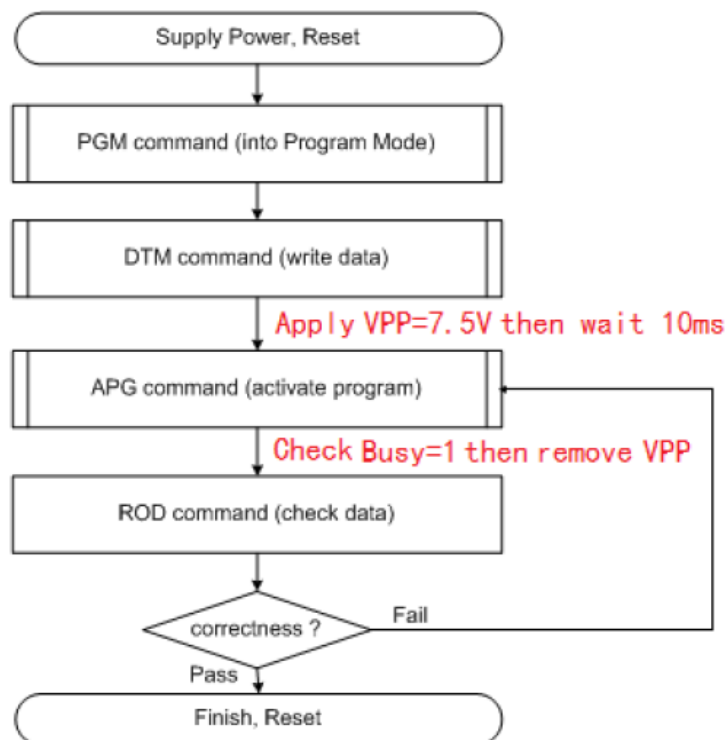 Supply Power, Reset
PGM command (into Program Mode)
DTM command (write data)
Apply VPP=7.5V then wait 10ms
APG command (activate program)
Check Busy=1 then remove VPP
ROD command (check data)
correctness ?
Fail
Pass
Finish, Reset